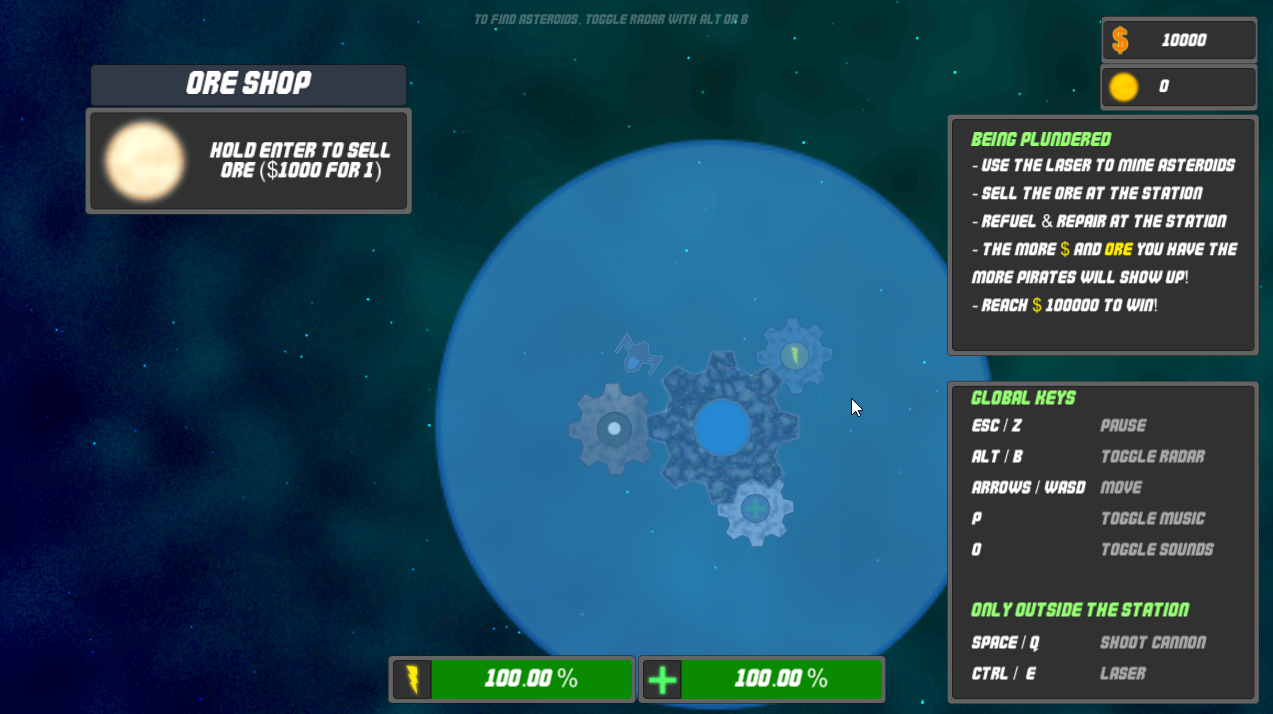 TO FIND ASTEROIDS, TOGGLE RADAR WITH ALT OR B
$ 10000
0
ORE SHOP
HOLD ENTER TO SELL
ORE ($1000 FOR 1)
BEING PLUNDERED
- USE THE LASER TO MINE ASTEROIDS
- SELL THE ORE AT THE STATION
- REFUEL & REPAIR AT THE STATION
- THE MORE $ AND ORE YOU HAVE THE
MORE PIRATES WILL SHOW UP!
- REACH $ 100000 TO WIN!
GLOBAL KEYS
ESC / Z PAUSE
ALT / B TOGGLE RADAR
ARROWS / WASD MOVE
P TOGGLE MUSIC
O TOGGLE SOUNDS
ONLY OUTSIDE THE STATION
SPACE / Q SHOOT CANNON
CTRL / E LASER
100.00 %
100.00 %